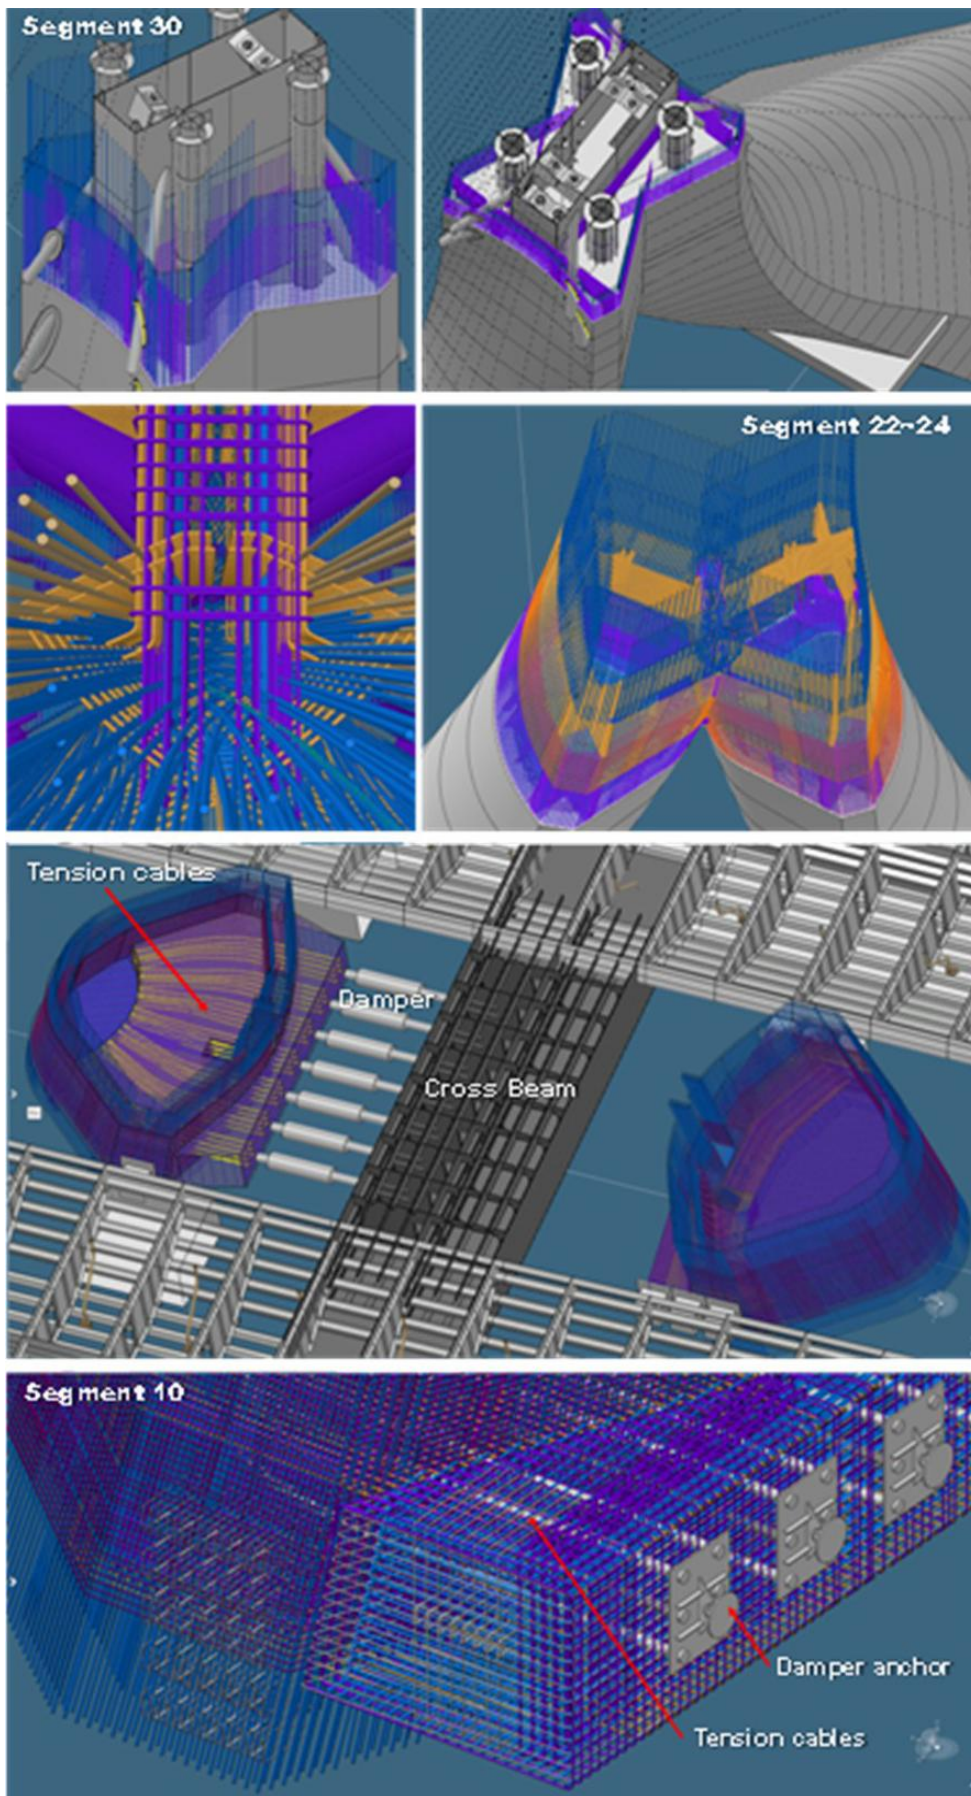 Segment 30
Segment 22~24
Tension cables
Damper
Cross Beam
Segment 10
Damper anchor
Tension cables